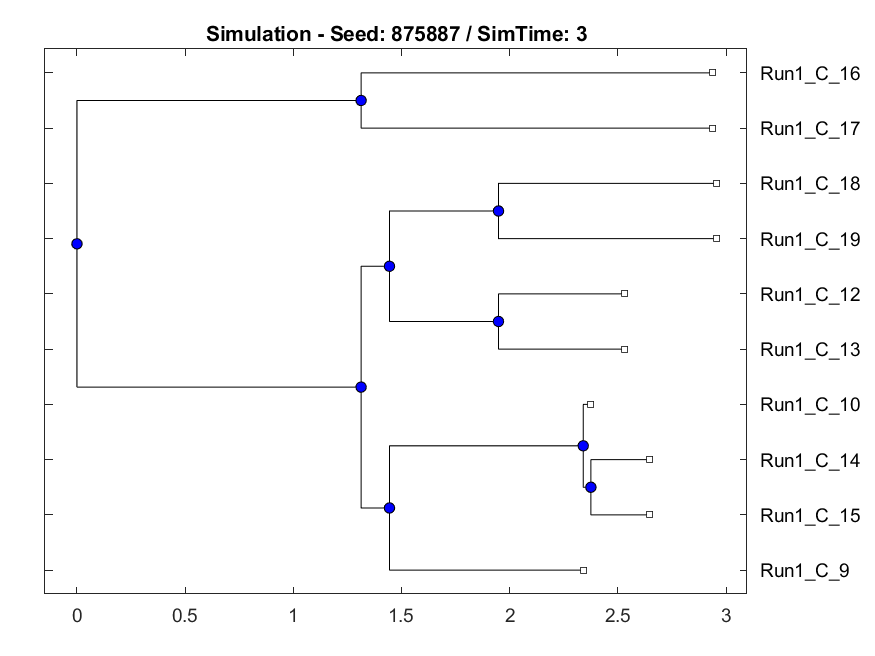 Simulation - Seed: 875887 / SimTime: 3
Run1_C_16
Run1_C_17
Run1_C_18
Run1_C_19
Run1_C_12
Run1_C_13
Run1_C_10
Run1_C_14
Run1_C_15
Run1_C_9
0 0.5 1 1.5 2 2.5 3